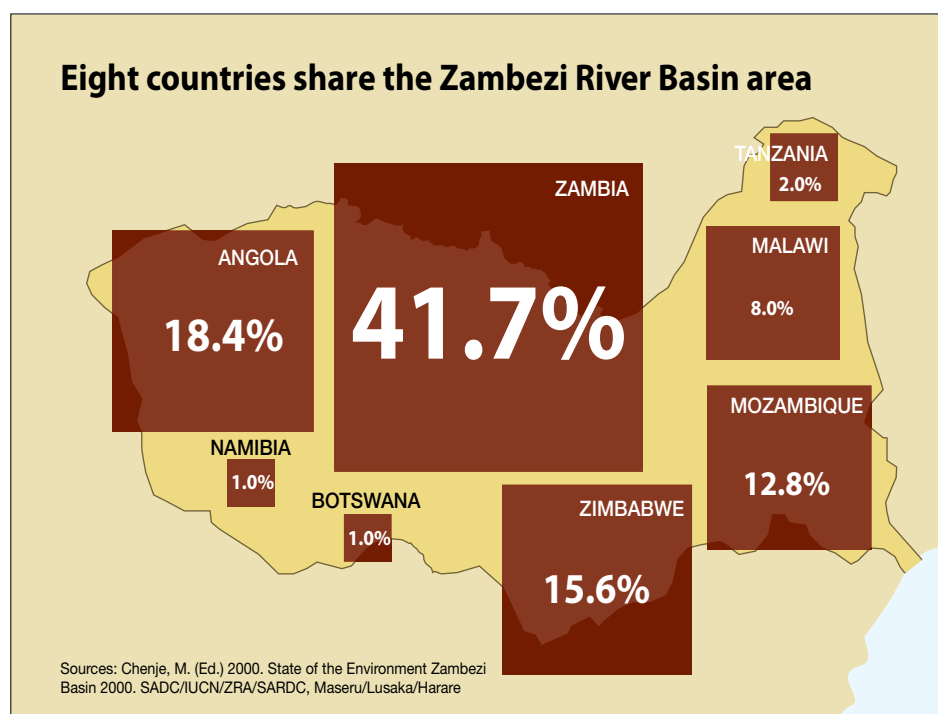 Eight countries share the Zambezi River Basin area
TANZANIA
2.0%
ZAMBIA
41.7%
ANGOLA
18.4%
MALAWI
8.0%
MOZAMBIQUE
12.8%
NAMIBIA
1.0%
BOTSWANA
1.0%
ZIMBABWE
15.6%
Sources: Chenje, M. (Ed.) 2000. State of the Environment Zambezi
Basin 2000. SADC/IUCN/ZRA/SARDC, Maseru/Lusaka/Harare